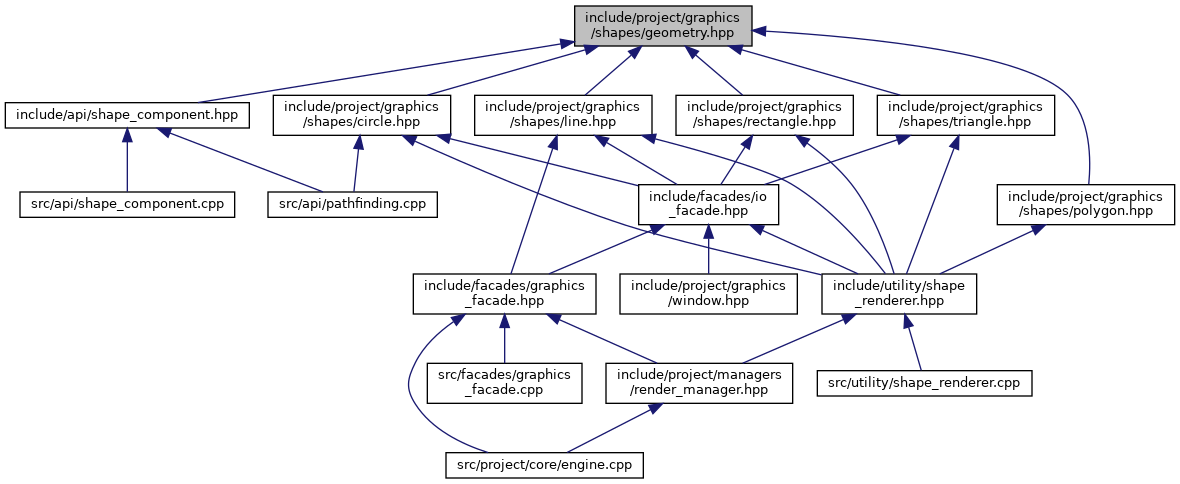 include/project/graphics
/shapes/geometry.hpp
include/api/shape_component.hpp
include/project/graphics
/shapes/circle.hpp
include/project/graphics
/shapes/line.hpp
include/project/graphics
/shapes/rectangle.hpp
include/project/graphics
/shapes/triangle.hpp
src/api/shape_component.cpp
src/api/pathfinding.cpp
include/facades/io
_facade.hpp
include/project/graphics
/shapes/polygon.hpp
include/facades/graphics
_facade.hpp
include/project/graphics
/window.hpp
include/utility/shape
_renderer.hpp
src/facades/graphics
_facade.cpp
include/project/managers
/render_manager.hpp
src/utility/shape_renderer.cpp
src/project/core/engine.cpp